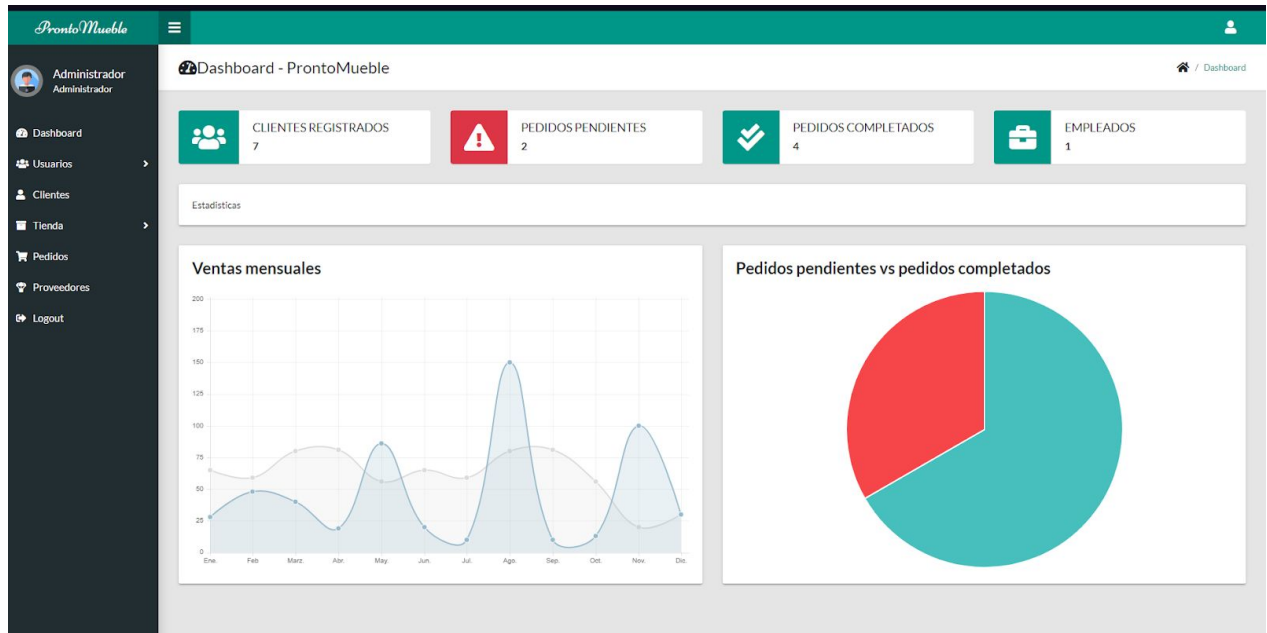 ProntoMueble
Administrador
Administrador
Dashboard
Usuarios
Clientes
Tienda
Pedidos
Proveedores
Logout
Dashboard - ProntoMueble
/ Dashboard
CLIENTES REGISTRADOS
7
PEDIDOS PENDIENTES
2
PEDIDOS COMPLETADOS
4
EMPLEADOS
1
Estadisticas
Ventas mensuales
200
175
150
125
100
75
50
25
0
Ene. Feb Marz. Abr. May. Jun. Jul. Ago. Sep. Oct. Nov. Dic.
Pedidos pendientes vs pedidos completados